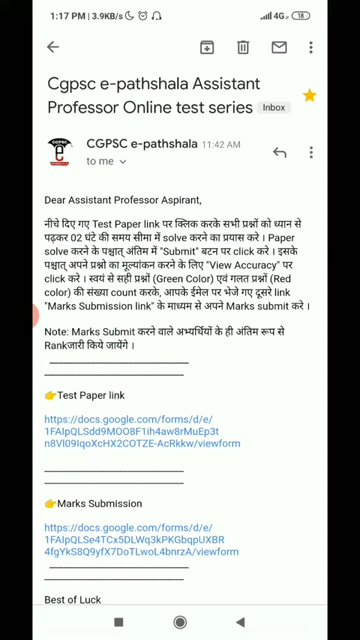 1:17 PM | 3.9KB/s
4G
18
Cgpsc e-pathshala Assistant
Professor Online test series Inbox
CGPSC e-pathshala 11:42 AM
to me
Dear Assistant Professor Aspirant,
नीचे दिए गए Test Paper link पर क्लिक करके सभी प्रश्नों को ध्यान से
पढ़कर 02 घंटे की समय सीमा में solve करने का प्रयास करे । Paper
solve करने के पश्चात् अंतिम में "Submit" बटन पर click करे । इसके
पश्चात् अपने प्रश्नो का मूल्यांकन करने के लिए "View Accuracy" पर
click करे । स्वयं से सही प्रश्नों (Green Color) एवं गलत प्रश्नों (Red
color) की संख्या count करके, आपके ईमेल पर भेजे गए दूसरे link
"Marks Submission link" के माध्यम से अपने Marks submit करे ।
Note: Marks Submit करने वाले अभ्यर्थियों के ही अंतिम रूप से
Rankजारी किये जायेंगे ।
👉Test Paper link
https://docs.google.com/forms/d/e/
1FAIpQLSdd9MOO8F1ih4aw8rMuEp3t
n8Vl09IqoXcHX2COTZE-AcRkkw/viewform
👉Marks Submission
https://docs.google.com/forms/d/e/
1FAIpQLSe4TCx5DLWq3kPKGbqpUXBR
4fgYkS8Q9yfX7DoTLwoL4bnrzA/viewform
Best of Luck